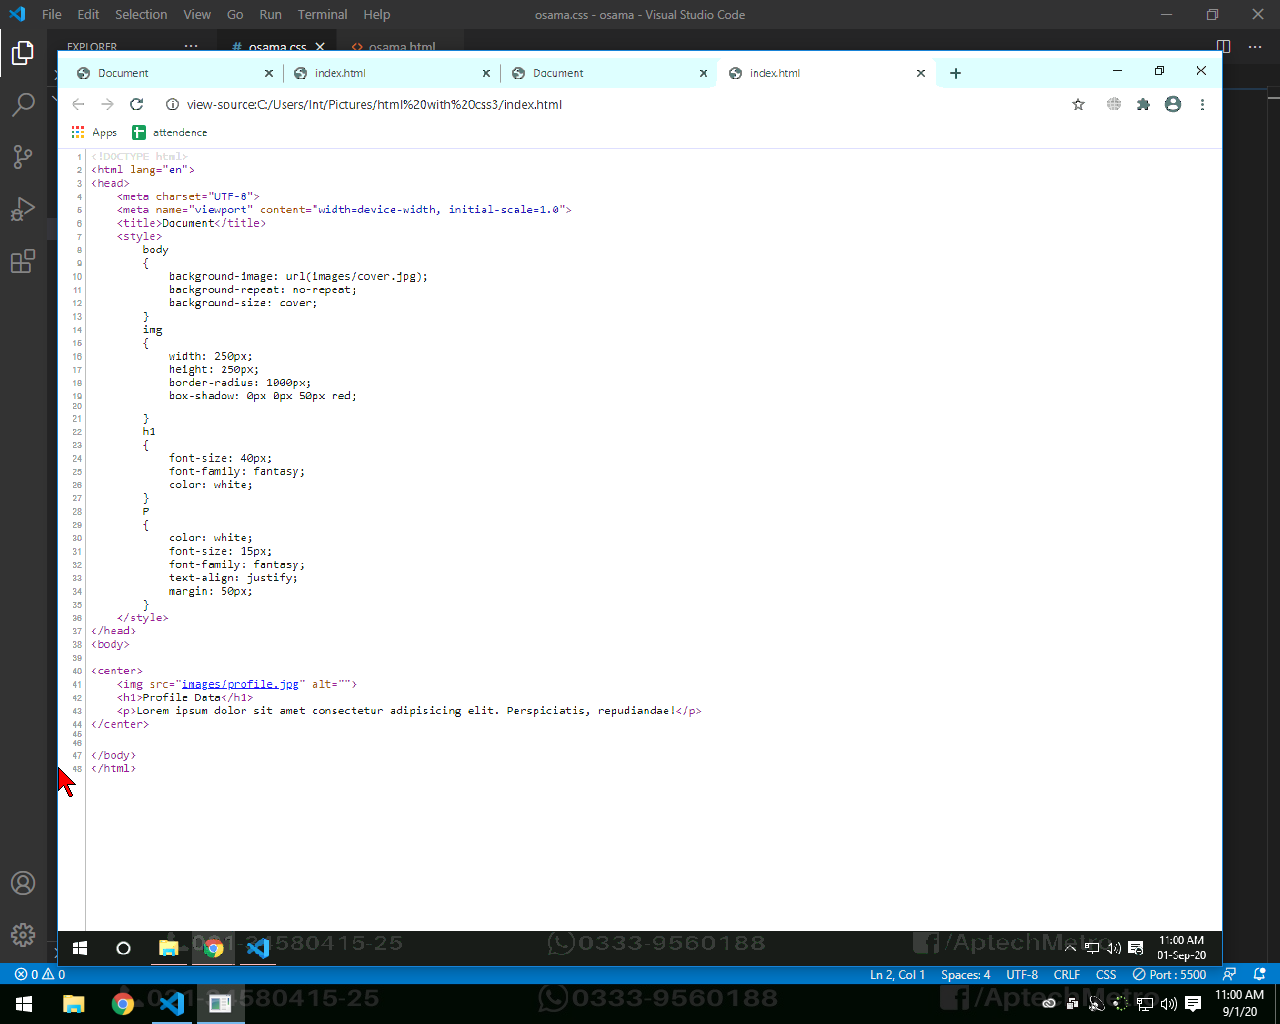 File Edit Selection View Go Run Terminal Help osama.css - osama - Visual Studio Code
EXPLORER ··· # osama.css <> osama.html ···
Document index.html Document index.html
view-source:C:/Users/Int/Pictures/html%20with%20css3/index.html
Apps attendence
1 <!DOCTYPE html>
2 <html lang="en">
3 <head>
4 <meta charset="UTF-8">
5 <meta name="viewport" content="width=device-width, initial-scale=1.0">
6 <title>Document</title>
7 <style>
8 body
9 {
10 background-image: url(images/cover.jpg);
11 background-repeat: no-repeat;
12 background-size: cover;
13 }
14 img
15 {
16 width: 250px;
17 height: 250px;
18 border-radius: 1000px;
19 box-shadow: 0px 0px 50px red;
20
21 }
22 h1
23 {
24 font-size: 40px;
25 font-family: fantasy;
26 color: white;
27 }
28 P
29 {
30 color: white;
31 font-size: 15px;
32 font-family: fantasy;
33 text-align: justify;
34 margin: 50px;
35 }
36 </style>
37 </head>
38 <body>
39
40 <center>
41 <img src="images/profile.jpg" alt="">
42 <h1>Profile Data</h1>
43 <p>Lorem ipsum dolor sit amet consectetur adipisicing elit. Perspiciatis, repudiandae!</p>
44 </center>
45
46
47 </body>
48 </html>
34580415-25 0333-9560188 /AptechMetro 11:00 AM
01-Sep-20
0 0 Ln 2, Col 1 Spaces: 4 UTF-8 CRLF CSS Port : 5500
34580415-25 0333-9560188 /AptechMetro 11:00 AM
9/1/20